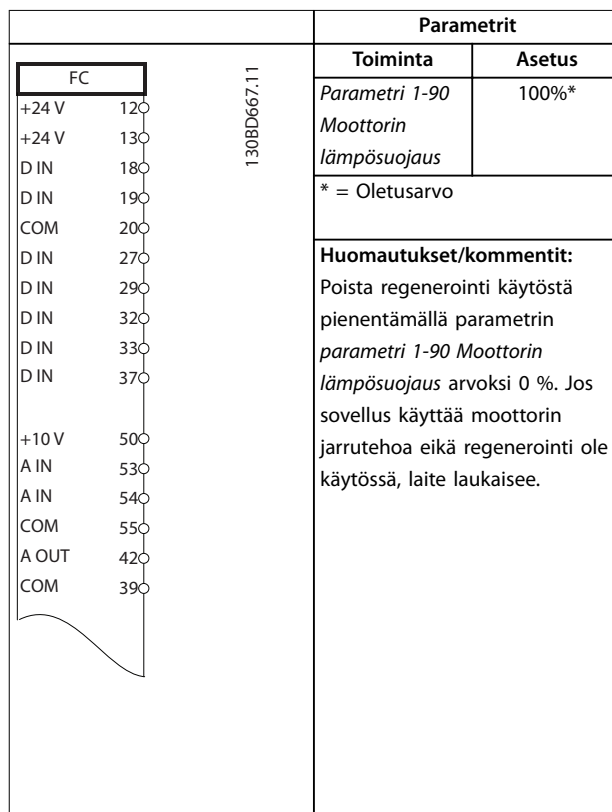 FC
+24 V 12
+24 V 13
D IN 18
D IN 19
COM 20
D IN 27
D IN 29
D IN 32
D IN 33
D IN 37
+10 V 50
A IN 53
A IN 54
COM 55
A OUT 42
COM 39
130BD667.11
Parametrit
Toiminta Asetus
Parametri 1-90 100%*
Moottorin
lämpösuojaus
* = Oletusarvo
Huomautukset/kommentit:
Poista regenerointi käytöstä
pienentämällä parametrin
parametri 1-90 Moottorin
lämpösuojaus arvoksi 0 %. Jos
sovellus käyttää moottorin
jarrutehoa eikä regenerointi ole
käytössä, laite laukaisee.